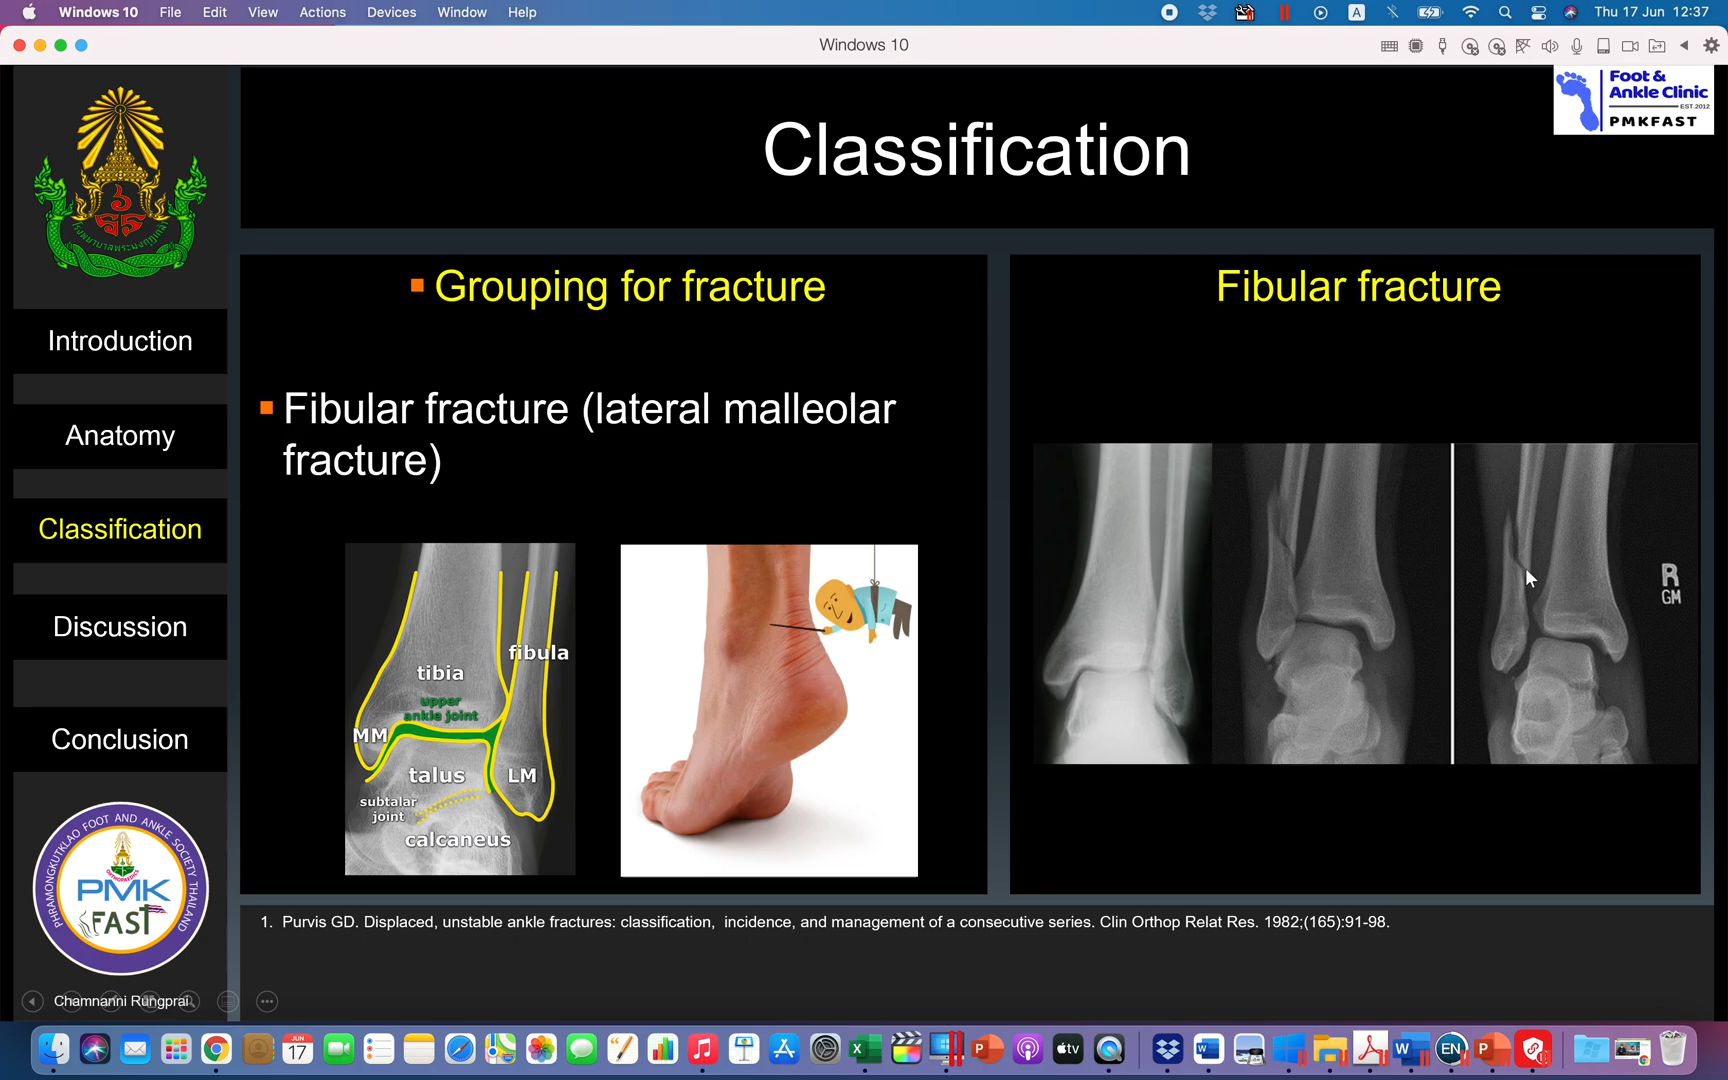 Windows 10 File Edit View Actions Devices Window Help
A
Thu 17 Jun 12:37
Windows 10
Foot &
Ankle Clinic
EST.2012
PMKFAST
Classification
Introduction
Anatomy
Classification
Discussion
Conclusion
Grouping for fracture
Fibular fracture (lateral malleolar
fracture)
tibia
fibula
upper
ankle joint
MM
talus
LM
subtalar
joint
calcaneus
Fibular fracture
R
GM
1. Purvis GD. Displaced, unstable ankle fractures: classification, incidence, and management of a consecutive series. Clin Orthop Relat Res. 1982;(165):91-98.
PHRAMONGKUTKLAO FOOT AND ANKLE SOCIETY THAILAND
ORTHOPAEDICS
PMK
FAST
Chamnanni Rungprai
JUN
17
tv
EN